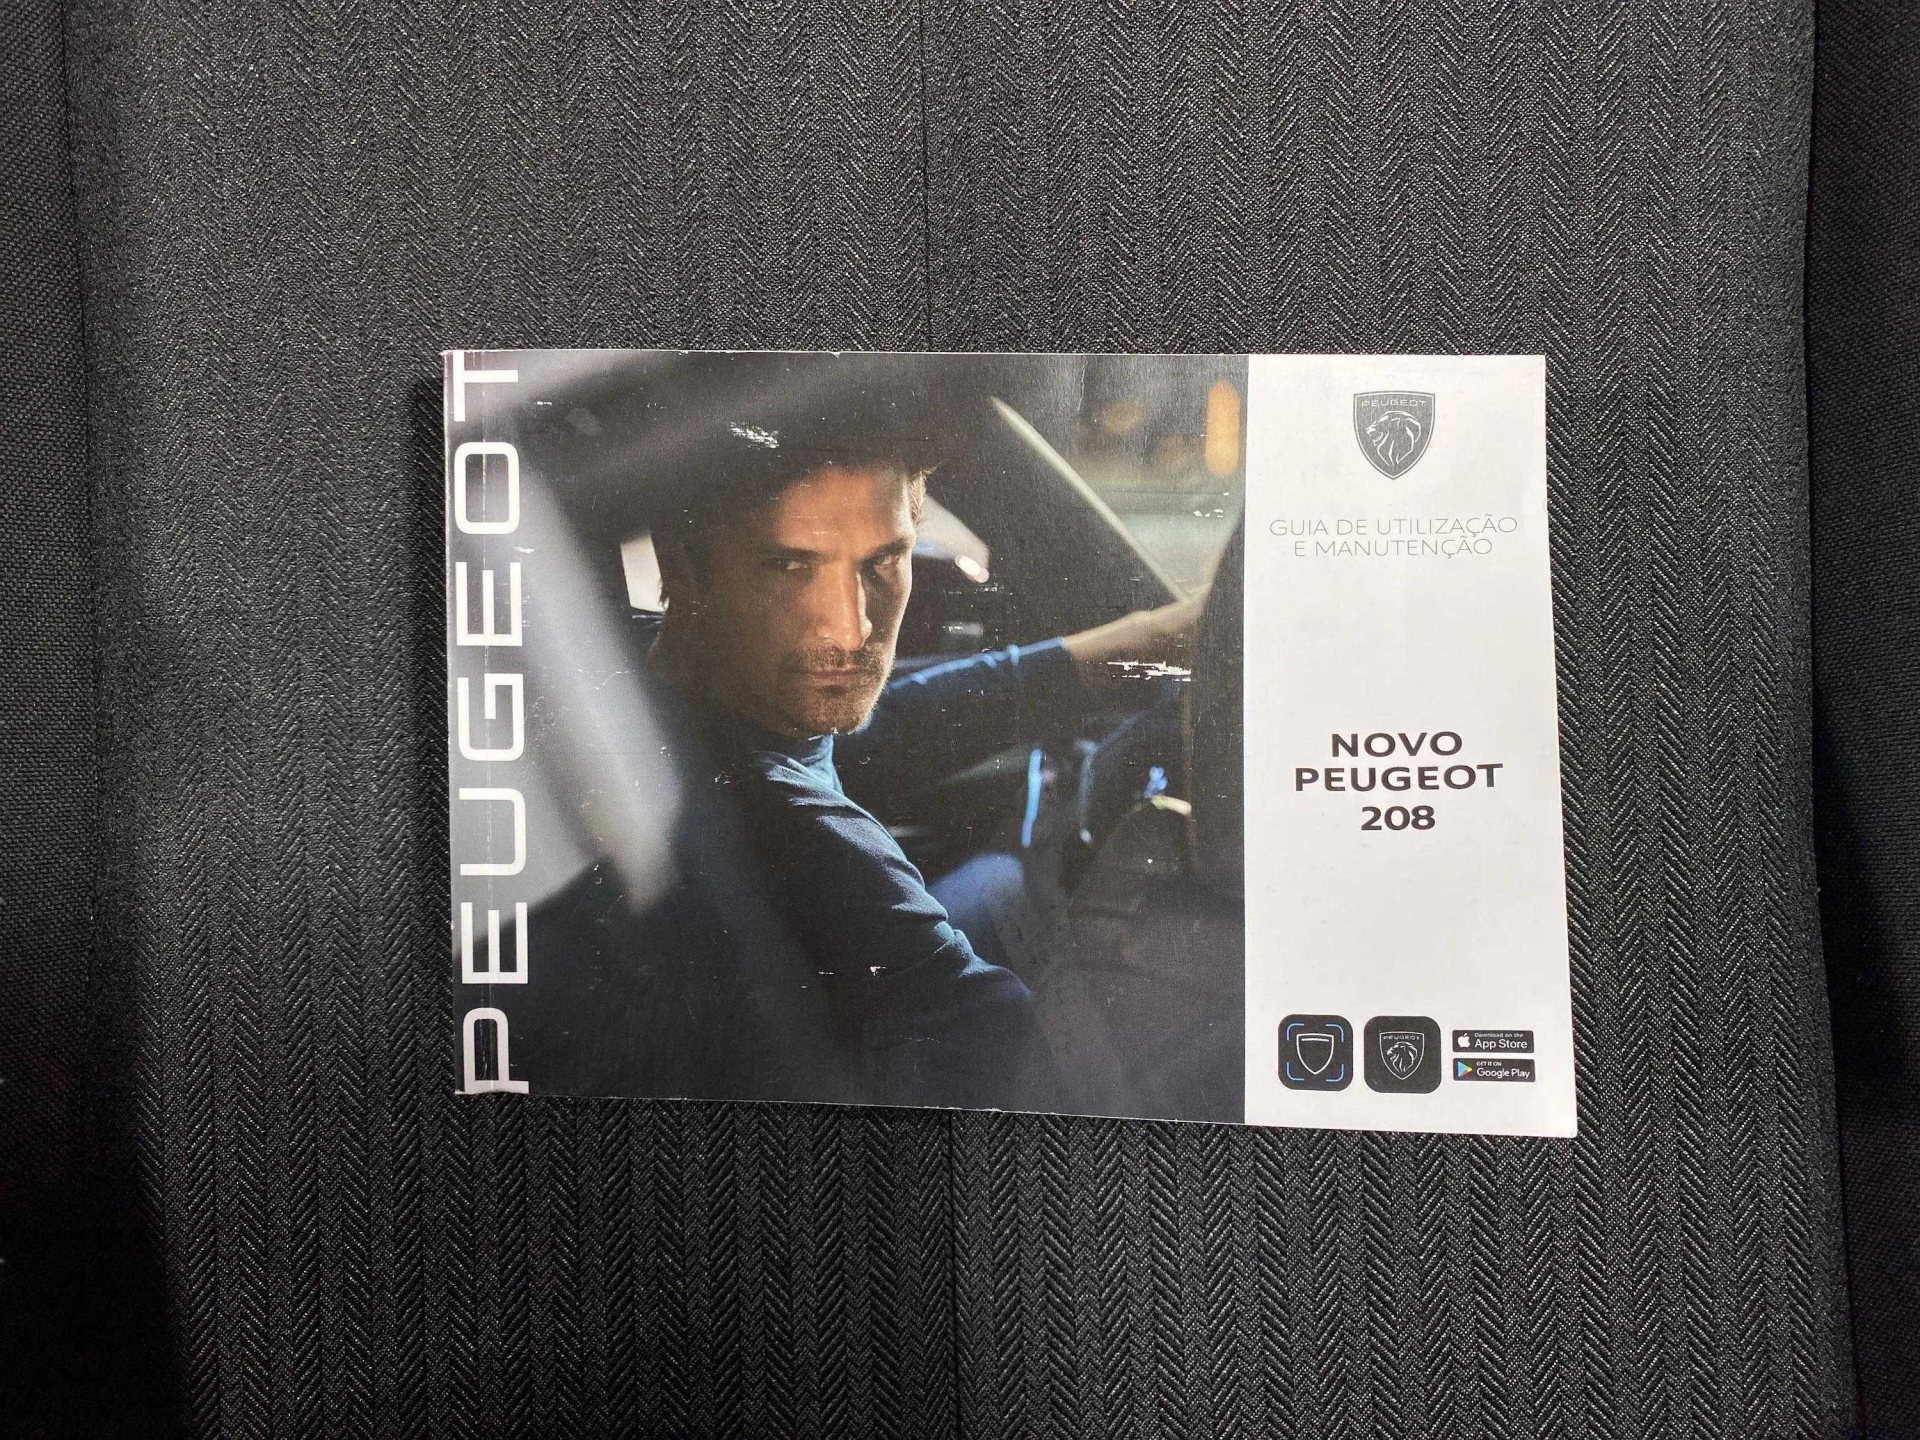 PEUGEOT
PEUGEOT
GUIA DE UTILIZAÇÃO
E MANUTENÇÃO
NOVO
PEUGEOT
208
PEUGEOT
Download on the
App Store
GET IT ON
Google Play